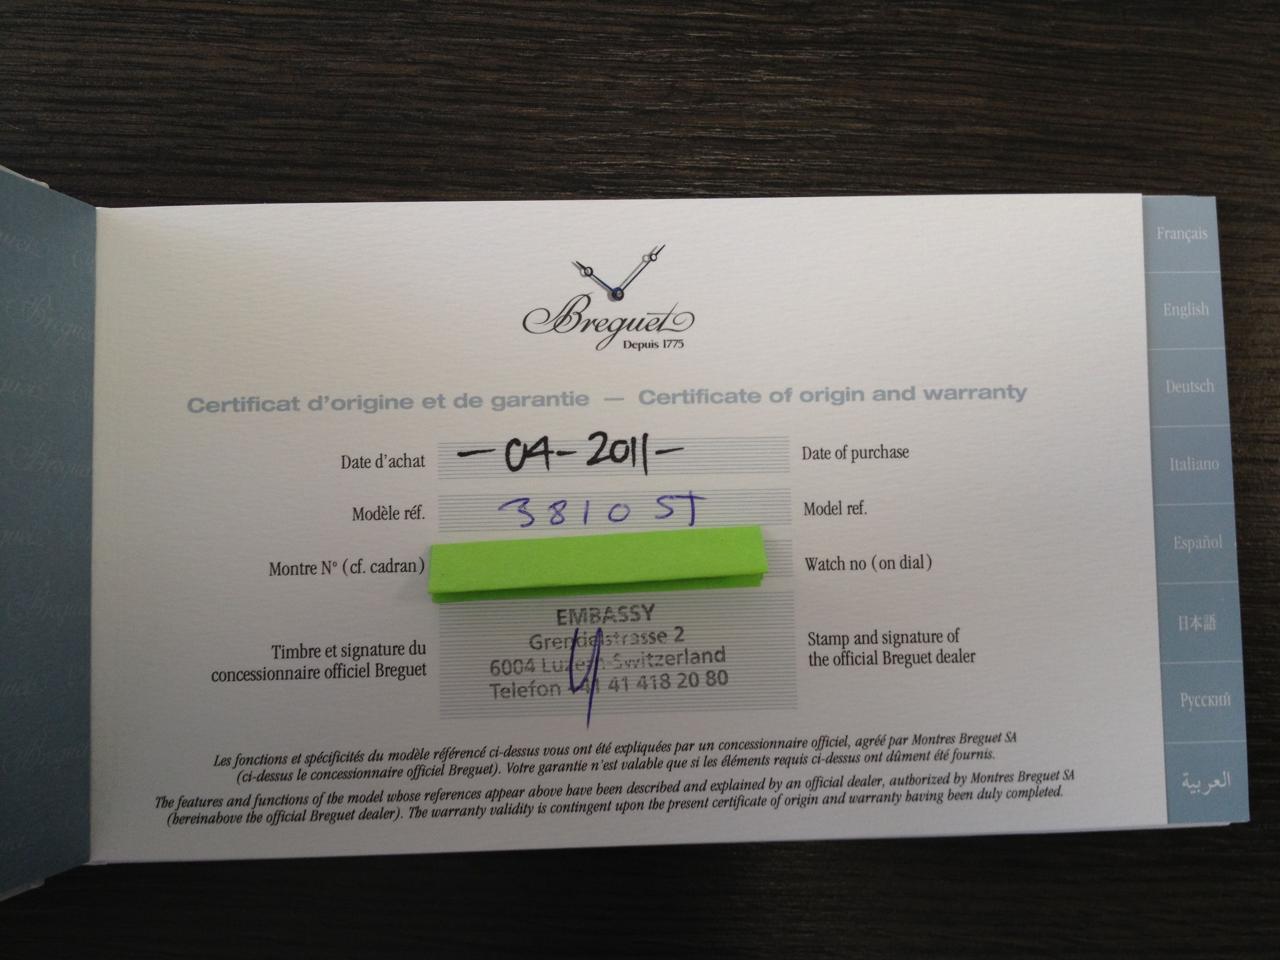 Breguet
Depuis 1775
Certificat d'origine et de garantie — Certificate of origin and warranty
Date d'achat -04-2011- Date of purchase
Modèle réf. 3810 ST Model ref.
Montre N° (cf. cadran) Watch no (on dial)
EMBASSY
Grendelstrasse 2
6004 Luzern-Switzerland
Telefon +41 41 418 20 80
Timbre et signature du
concessionnaire officiel Breguet
Stamp and signature of
the official Breguet dealer
Les fonctions et spécificités du modèle référencé ci-dessus vous ont été expliquées par un concessionnaire officiel, agréé par Montres Breguet SA
(ci-dessus le concessionnaire officiel Breguet). Votre garantie n'est valable que si les éléments requis ci-dessus ont dûment été fournis.
The features and functions of the model whose references appear above have been described and explained by an official dealer, authorized by Montres Breguet SA
(hereinabove the official Breguet dealer). The warranty validity is contingent upon the present certificate of origin and warranty having been duly completed.
Français
English
Deutsch
Italiano
Español
日本語
Русский
العربية